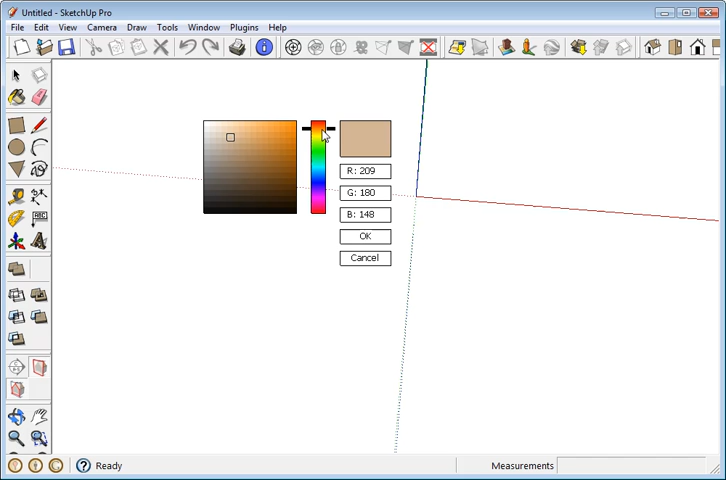 Untitled - SketchUp Pro
File Edit View Camera Draw Tools Window Plugins Help
R: 209
G: 180
B: 148
OK
Cancel
ABC
A
Ready
Measurements